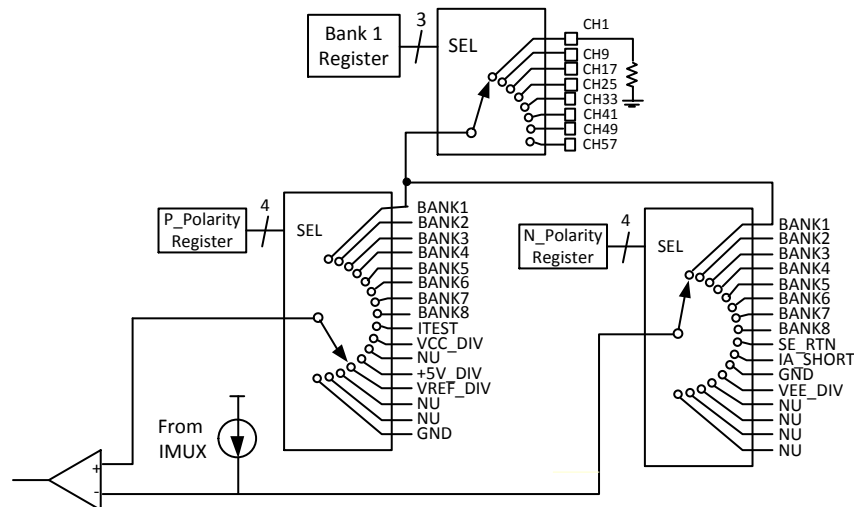 Bank 1
Register
3
SEL
CH1
CH9
CH17
CH25
CH33
CH41
CH49
CH57
P_Polarity
Register
4
SEL
BANK1
BANK2
BANK3
BANK4
BANK5
BANK6
BANK7
BANK8
ITEST
VCC_DIV
NU
+5V_DIV
VREF_DIV
NU
NU
GND
N_Polarity
Register
4
SEL
BANK1
BANK2
BANK3
BANK4
BANK5
BANK6
BANK7
BANK8
SE_RTN
IA_SHORT
GND
VEE_DIV
NU
NU
NU
NU
From
IMUX
+
-